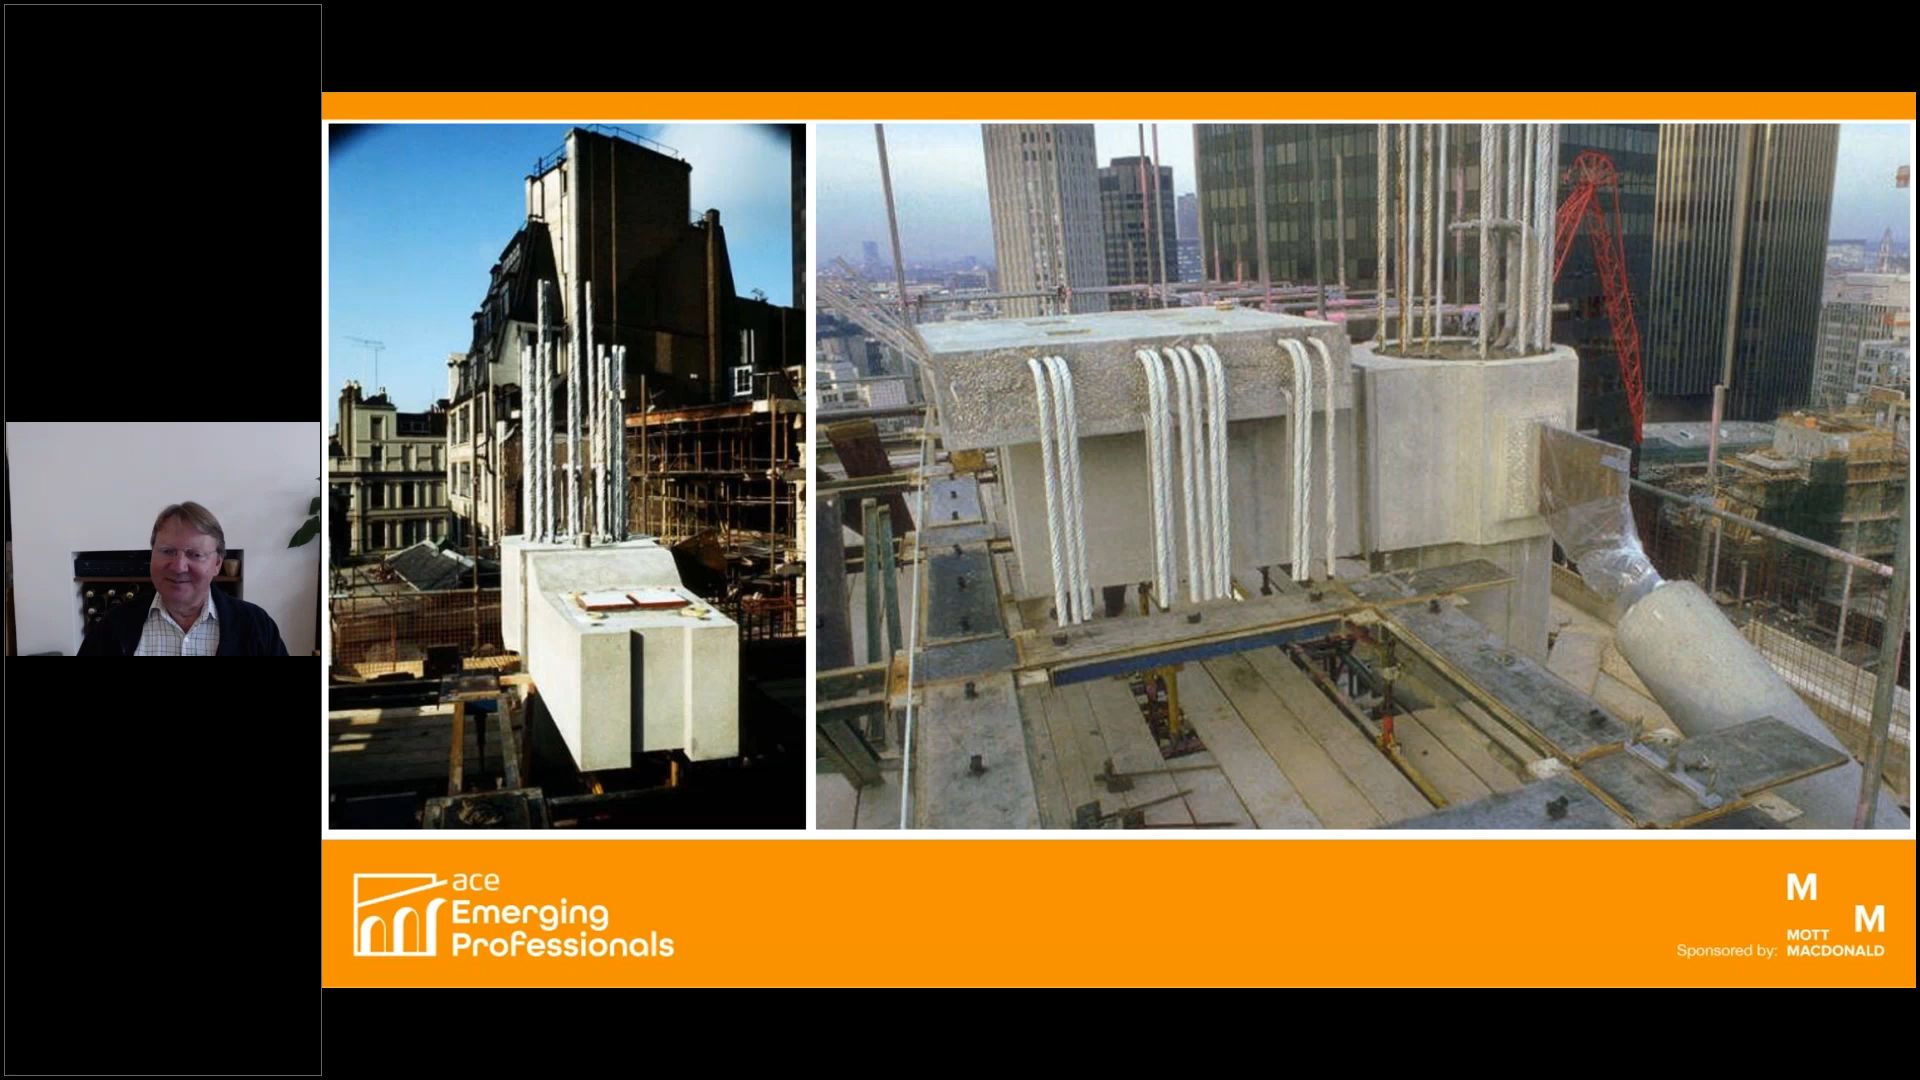 ace
Emerging
Professionals
M
M
Sponsored by: MOTT
MACDONALD